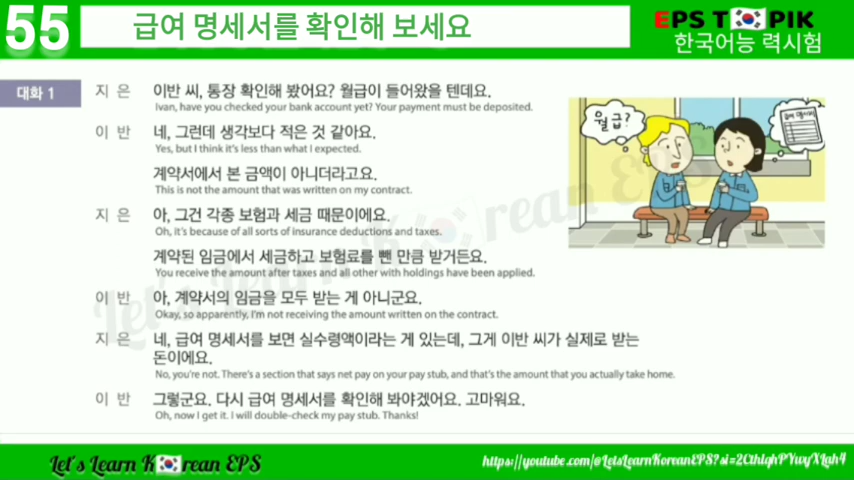 55
급여 명세서를 확인해 보세요
EPS TOPIK
한국어능 력시험
대화 1
지 은 이반 씨, 통장 확인해 봤어요? 월급이 들어왔을 텐데요.
Ivan, have you checked your bank account yet? Your payment must be deposited.
이 반 네, 그런데 생각보다 적은 것 같아요.
Yes, but I think it's less than what I expected.
계약서에서 본 금액이 아니더라고요.
This is not the amount that was written on my contract.
지 은 아, 그건 각종 보험과 세금 때문이에요.
Oh, it's because of all sorts of insurance deductions and taxes.
계약된 임금에서 세금하고 보험료를 뺀 만큼 받거든요.
You receive the amount after taxes and all other with holdings have been applied.
이 반 아, 계약서의 임금을 모두 받는 게 아니군요.
Okay, so apparently, I'm not receiving the amount written on the contract.
지 은 네, 급여 명세서를 보면 실수령액이라는 게 있는데, 그게 이반 씨가 실제로 받는
돈이에요.
No, you're not. There's a section that says net pay on your pay stub, and that's the amount that you actually take home.
이 반 그렇군요. 다시 급여 명세서를 확인해 봐야겠어요. 고마워요.
Oh, now I get it. I will double-check my pay stub. Thanks!
월급?
급여 명세서
Let's Learn Korean EPS
Let's Learn Korean EPS
https://youtube.com/@LetsLearnKoreanEPS?si=2CthlqhPYwyXLah4